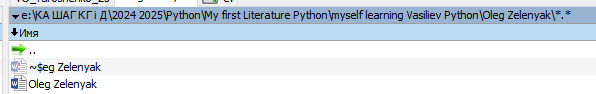 e:\КА ШАГ КГ і Д\2024 2025\Python\My first Literature Python\myself learning Vasiliev Python\Oleg Zelenyak\*.*
Имя
..
~$eg Zelenyak
Oleg Zelenyak